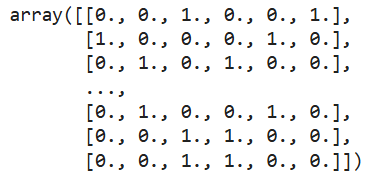 array([[0., 0., 1., 0., 0., 1.],
[1., 0., 0., 0., 1., 0.],
[0., 1., 0., 1., 0., 0.],
...,
[0., 1., 0., 0., 1., 0.],
[0., 0., 1., 1., 0., 0.],
[0., 0., 1., 1., 0., 0.]])